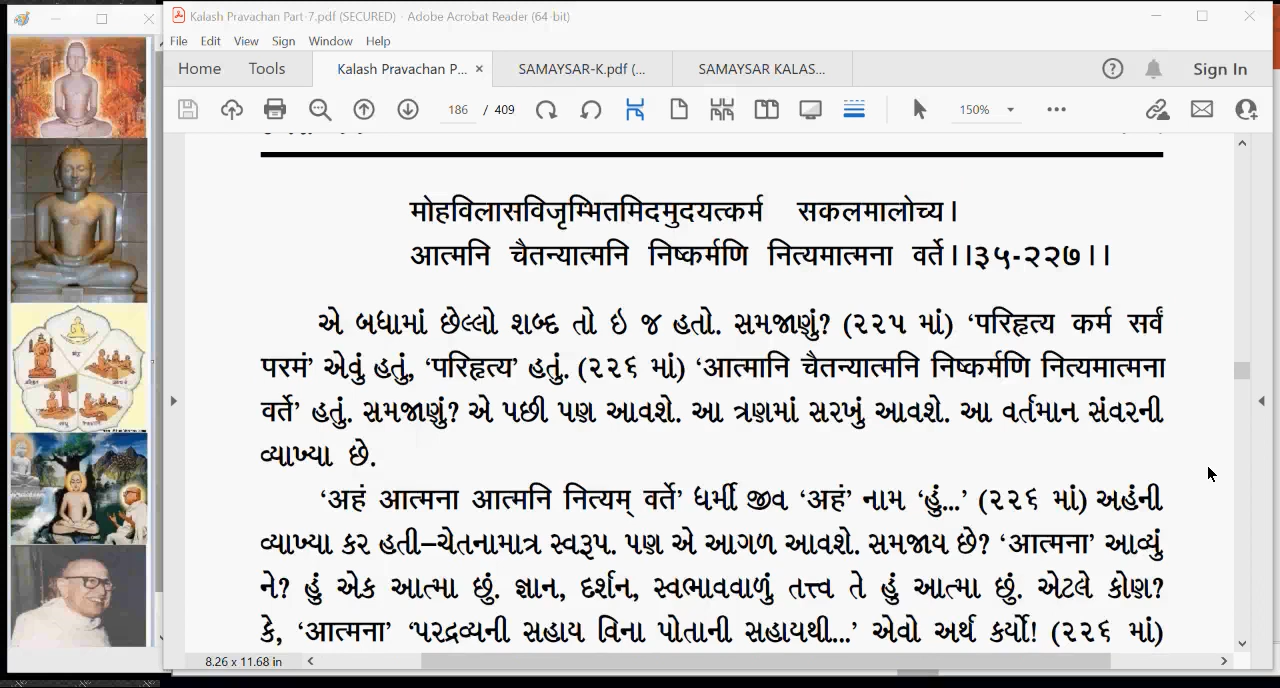 Kalash Pravachan Part-7.pdf (SECURED) - Adobe Acrobat Reader (64-bit)
File Edit View Sign Window Help
Home Tools Kalash Pravachan P... × SAMAYSAR-K.pdf (... SAMAYSAR KALAS... Sign In
186 / 409 150%
मोहविलासविजृम्भितमिदमुदयत्कर्म सकलमालोच्य।
आत्मनि चैतन्यात्मनि निष्कर्मणि नित्यमात्मना वर्ते।।३५-२२७।।
એ બધામાં છેલ્લો શબ્દ તો ઇ જ હતો. સમજાણું? (૨૨૫ માં) ‘परिहृत्य कर्म सर्वं
परमं’ એવું હતું, ‘परिहृत्य’ હતું. (૨૨૬ માં) ‘आत्मानि चैतन्यात्मनि निष्कर्मणि नित्यमात्मना
वर्ते’ હતું. સમજાણું? એ પછી પણ આવશે. આ ત્રણમાં સરખું આવશે. આ વર્તમાન સંવરની
વ્યાખ્યા છે.
‘अहं आत्मना आत्मनि नित्यम् वर्ते’ ધર્મી જીવ ‘अहं’ નામ ‘હું...’ (૨૨૬ માં) અહંની
વ્યાખ્યા કર હતી–ચેતનામાત્ર સ્વરૂપ. પણ એ આગળ આવશે. સમજાય છે? ‘आत्मना’ આવ્યું
ને? હું એક આત્મા છું. જ્ઞાન, દર્શન, સ્વભાવવાળું તત્ત્વ તે હું આત્મા છું. એટલે કોણ?
કે, ‘आत्मना’ ‘પરદ્રવ્યની સહાય વિના પોતાની સહાયથી...’ એવો અર્થ કર્યો! (૨૨૬ માં)
8.26 x 11.68 in